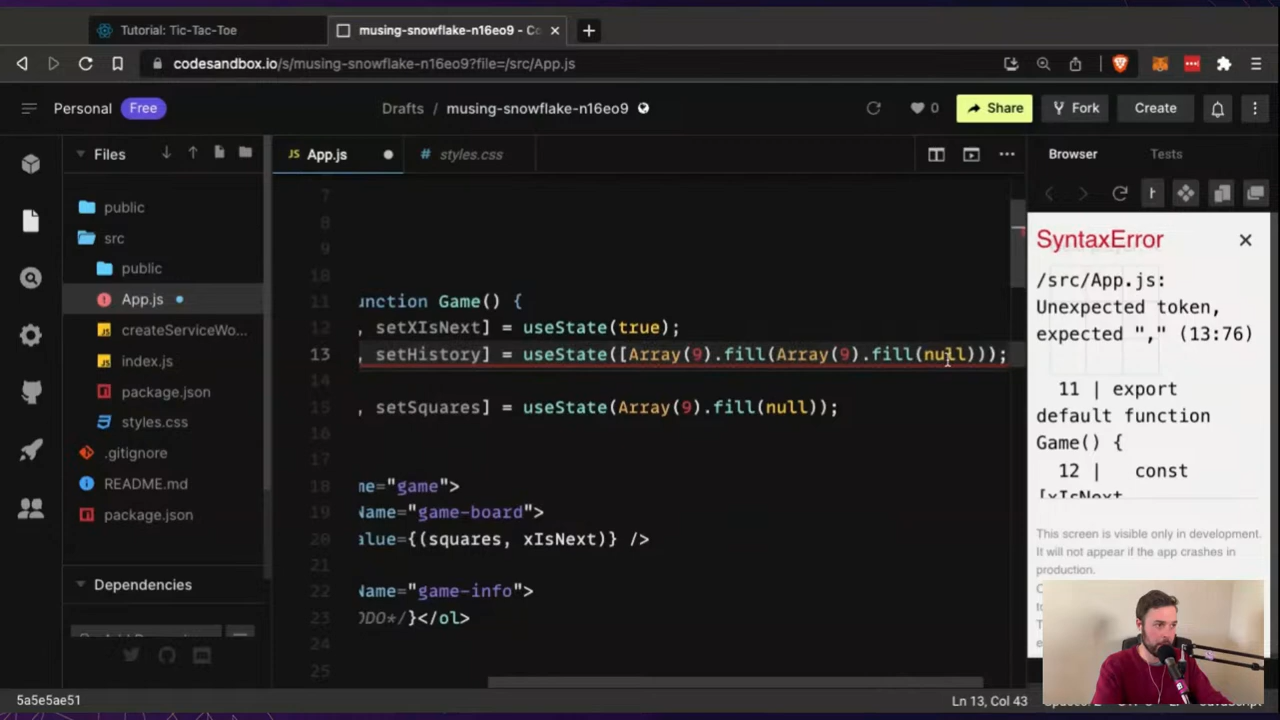 Tutorial: Tic-Tac-Toe
musing-snowflake-n16eo9 - Co
codesandbox.io/s/musing-snowflake-n16eo9?file=/src/App.js
Personal Free Drafts / musing-snowflake-n16eo9 0 Share Fork Create
Files
public
src
public
App.js
createServiceWo...
index.js
package.json
styles.css
.gitignore
README.md
package.json
Dependencies
5a5e5ae51
JS App.js # styles.css
7
8
9
10
11 unction Game() {
12 , setXIsNext] = useState(true);
13 , setHistory] = useState([Array(9).fill(Array(9).fill(null)));
14
15 , setSquares] = useState(Array(9).fill(null));
16
17
18 me="game">
19 Name="game-board">
20 alue={(squares, xIsNext)} />
21
22 Name="game-info">
23 ODO*/}</ol>
24
25
Ln 13, Col 43
Browser Tests
SyntaxError
/src/App.js:
Unexpected token,
expected "," (13:76)
11 | export
default function
Game() {
12 | const
[xIsNext
This screen is visible only in development.
It will not appear if the app crashes in
production.